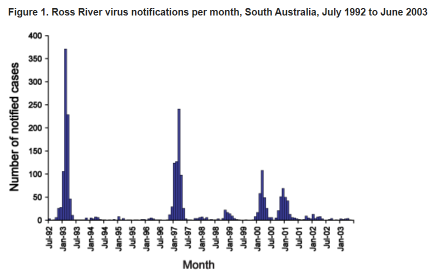 Figure 1. Ross River virus notifications per month, South Australia, July 1992 to June 2003
Number of notified cases
400
350
300
250
200
150
100
50
0
Jul-92
Jan-93
Jul-93
Jan-94
Jul-94
Jan-95
Jul-95
Jan-96
Jul-96
Jan-97
Jul-97
Jan-98
Jul-98
Jan-99
Jul-99
Jan-00
Jul-00
Jan-01
Jul-01
Jan-02
Jul-02
Jan-03
Month